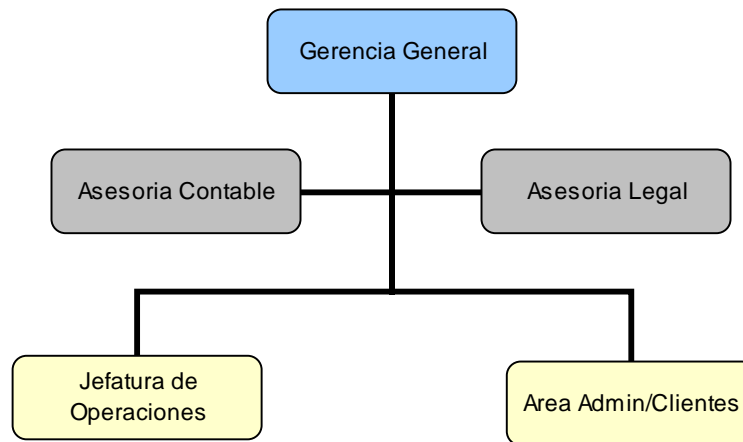 Gerencia General
Asesoria Contable
Asesoria Legal
Jefatura de
Operaciones
Area Admin/Clientes